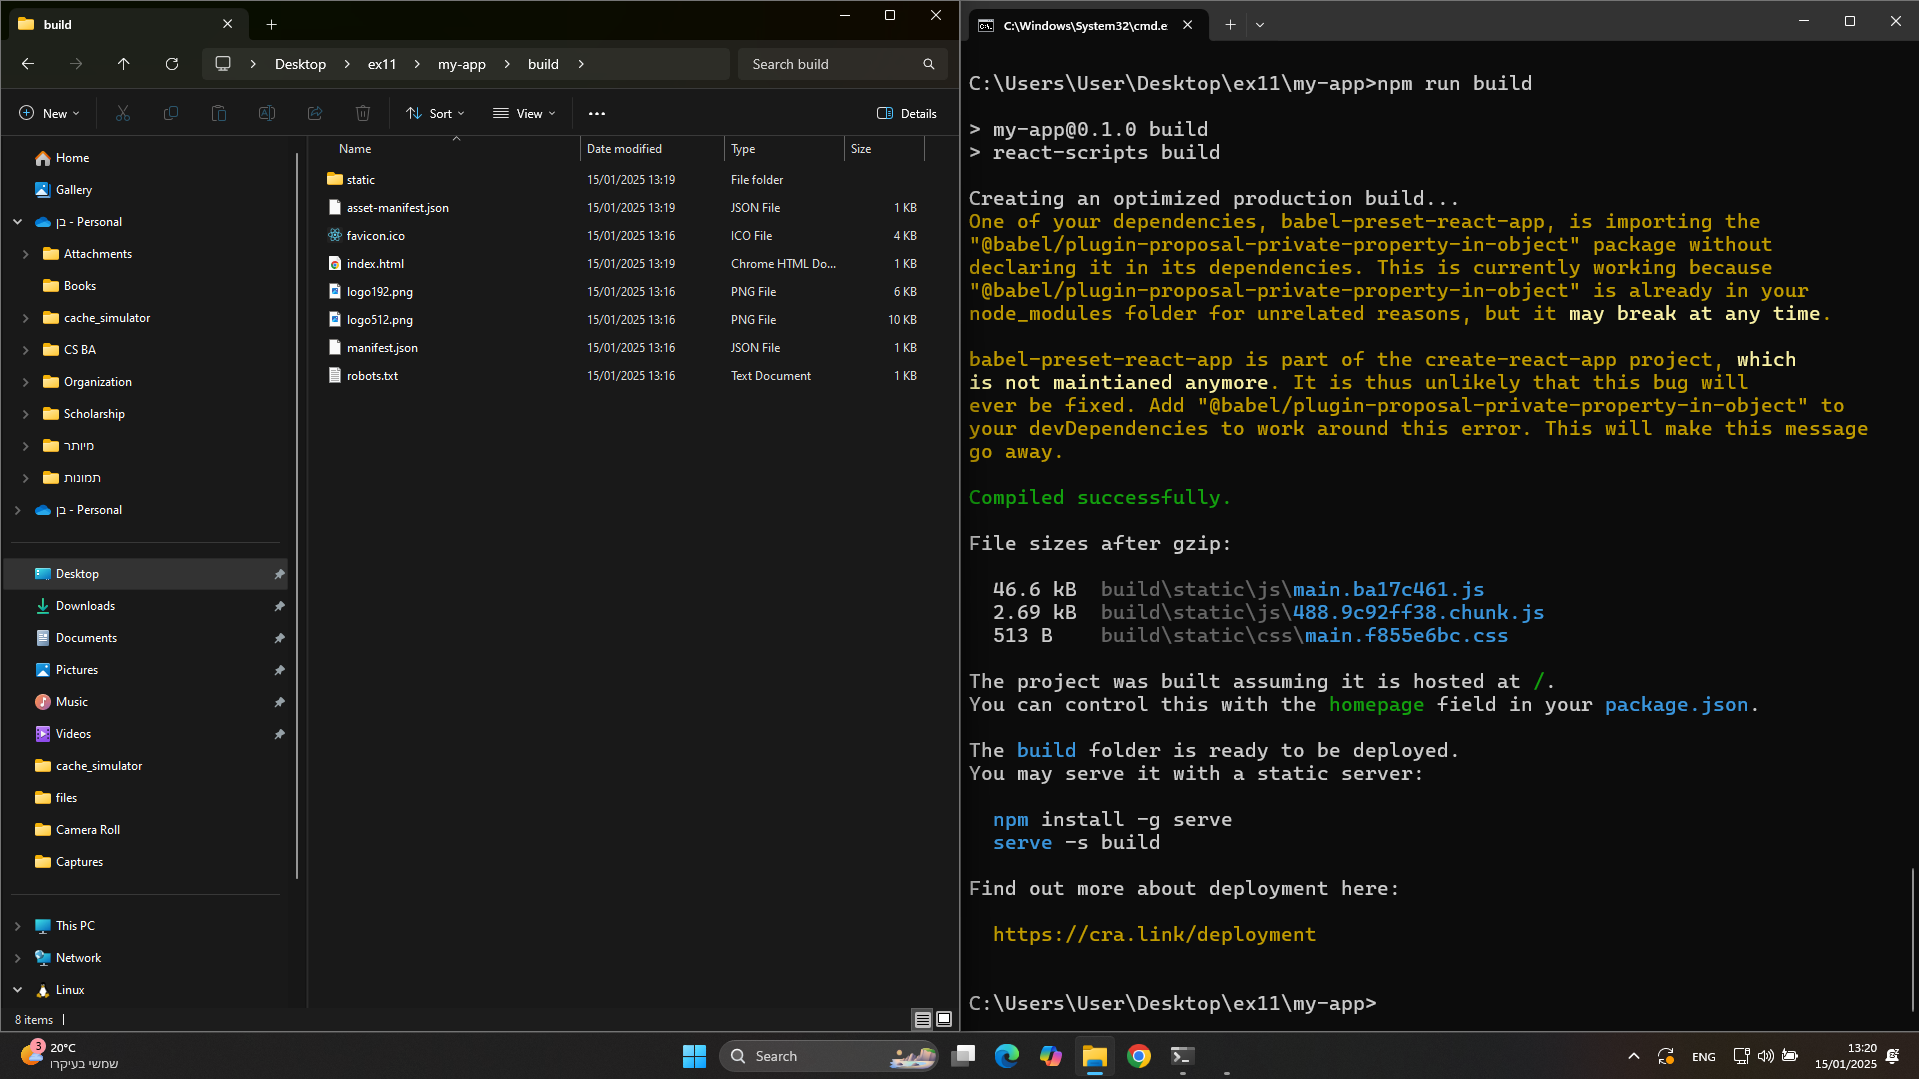 build
Desktop
ex11
my-app
build
Search build
New
Sort
View
Details
Home
Gallery
בן - Personal
Attachments
Books
cache_simulator
CS BA
Organization
Scholarship
מיותר
תמונות
בן - Personal
Desktop
Downloads
Documents
Pictures
Music
Videos
cache_simulator
files
Camera Roll
Captures
This PC
Network
Linux
Name Date modified Type Size
static 15/01/2025 13:19 File folder
asset-manifest.json 15/01/2025 13:19 JSON File 1 KB
favicon.ico 15/01/2025 13:16 ICO File 4 KB
index.html 15/01/2025 13:19 Chrome HTML Do... 1 KB
logo192.png 15/01/2025 13:16 PNG File 6 KB
logo512.png 15/01/2025 13:16 PNG File 10 KB
manifest.json 15/01/2025 13:16 JSON File 1 KB
robots.txt 15/01/2025 13:16 Text Document 1 KB
8 items
C:\Windows\System32\cmd.e
C:\Users\User\Desktop\ex11\my-app>npm run build
> my-app@0.1.0 build
> react-scripts build
Creating an optimized production build...
One of your dependencies, babel-preset-react-app, is importing the
"@babel/plugin-proposal-private-property-in-object" package without
declaring it in its dependencies. This is currently working because
"@babel/plugin-proposal-private-property-in-object" is already in your
node_modules folder for unrelated reasons, but it may break at any time.
babel-preset-react-app is part of the create-react-app project, which
is not maintianed anymore. It is thus unlikely that this bug will
ever be fixed. Add "@babel/plugin-proposal-private-property-in-object" to
your devDependencies to work around this error. This will make this message
go away.
Compiled successfully.
File sizes after gzip:
46.6 kB build\static\js\main.ba17c461.js
2.69 kB build\static\js\488.9c92ff38.chunk.js
513 B build\static\css\main.f855e6bc.css
The project was built assuming it is hosted at /.
You can control this with the homepage field in your package.json.
The build folder is ready to be deployed.
You may serve it with a static server:
npm install -g serve
serve -s build
Find out more about deployment here:
https://cra.link/deployment
C:\Users\User\Desktop\ex11\my-app>
3
20°C
שמשי בעיקרו
Search
ENG
13:20
15/01/2025